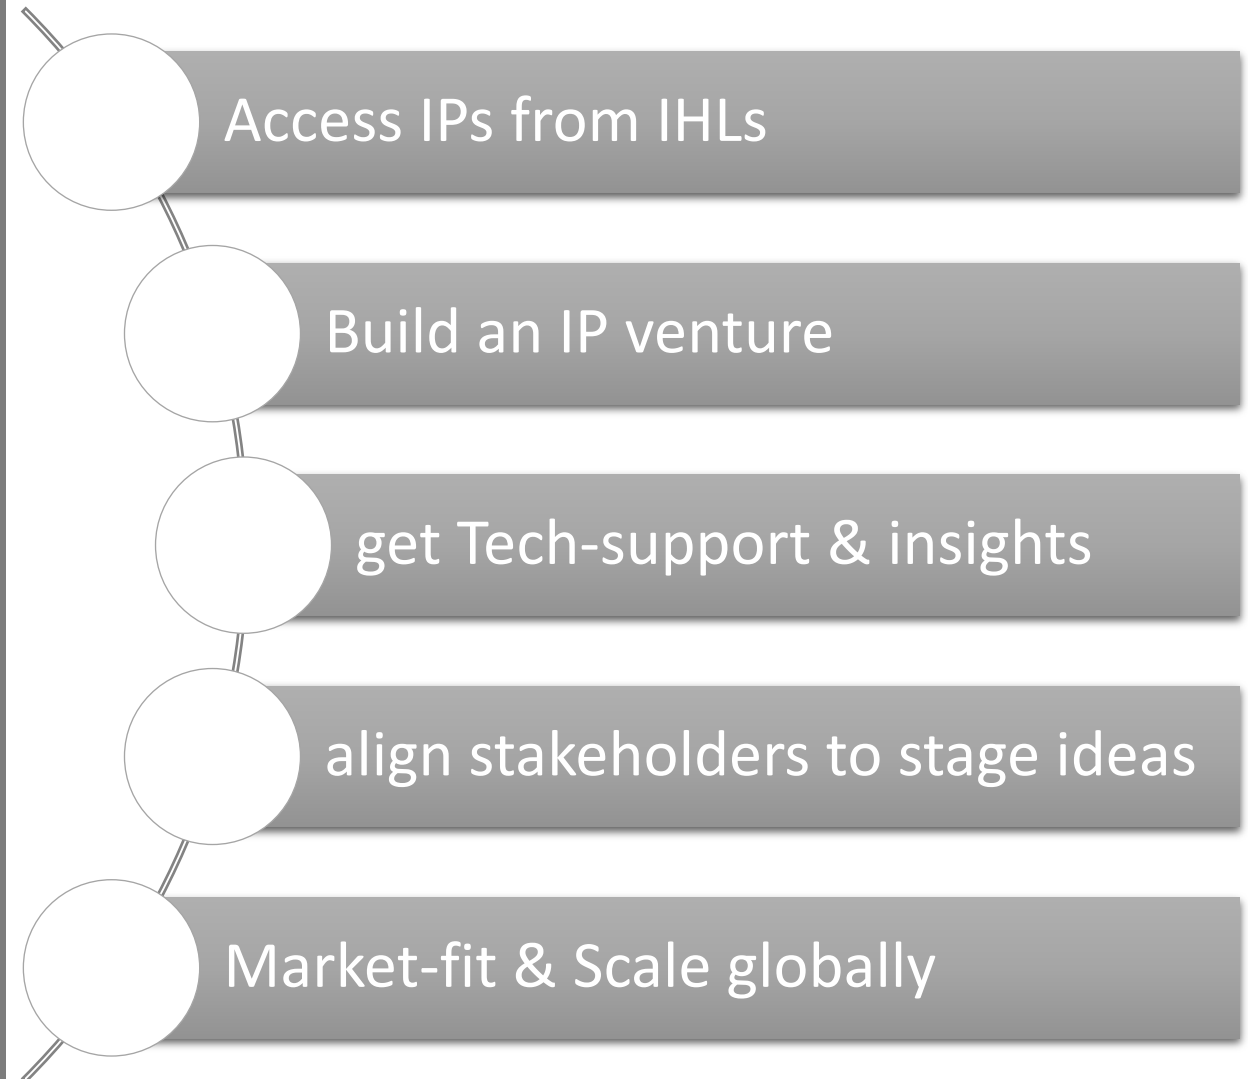 Access IPs from IHLs
Build an IP venture
get Tech-support & insights
align stakeholders to stage ideas
Market-fit & Scale globally